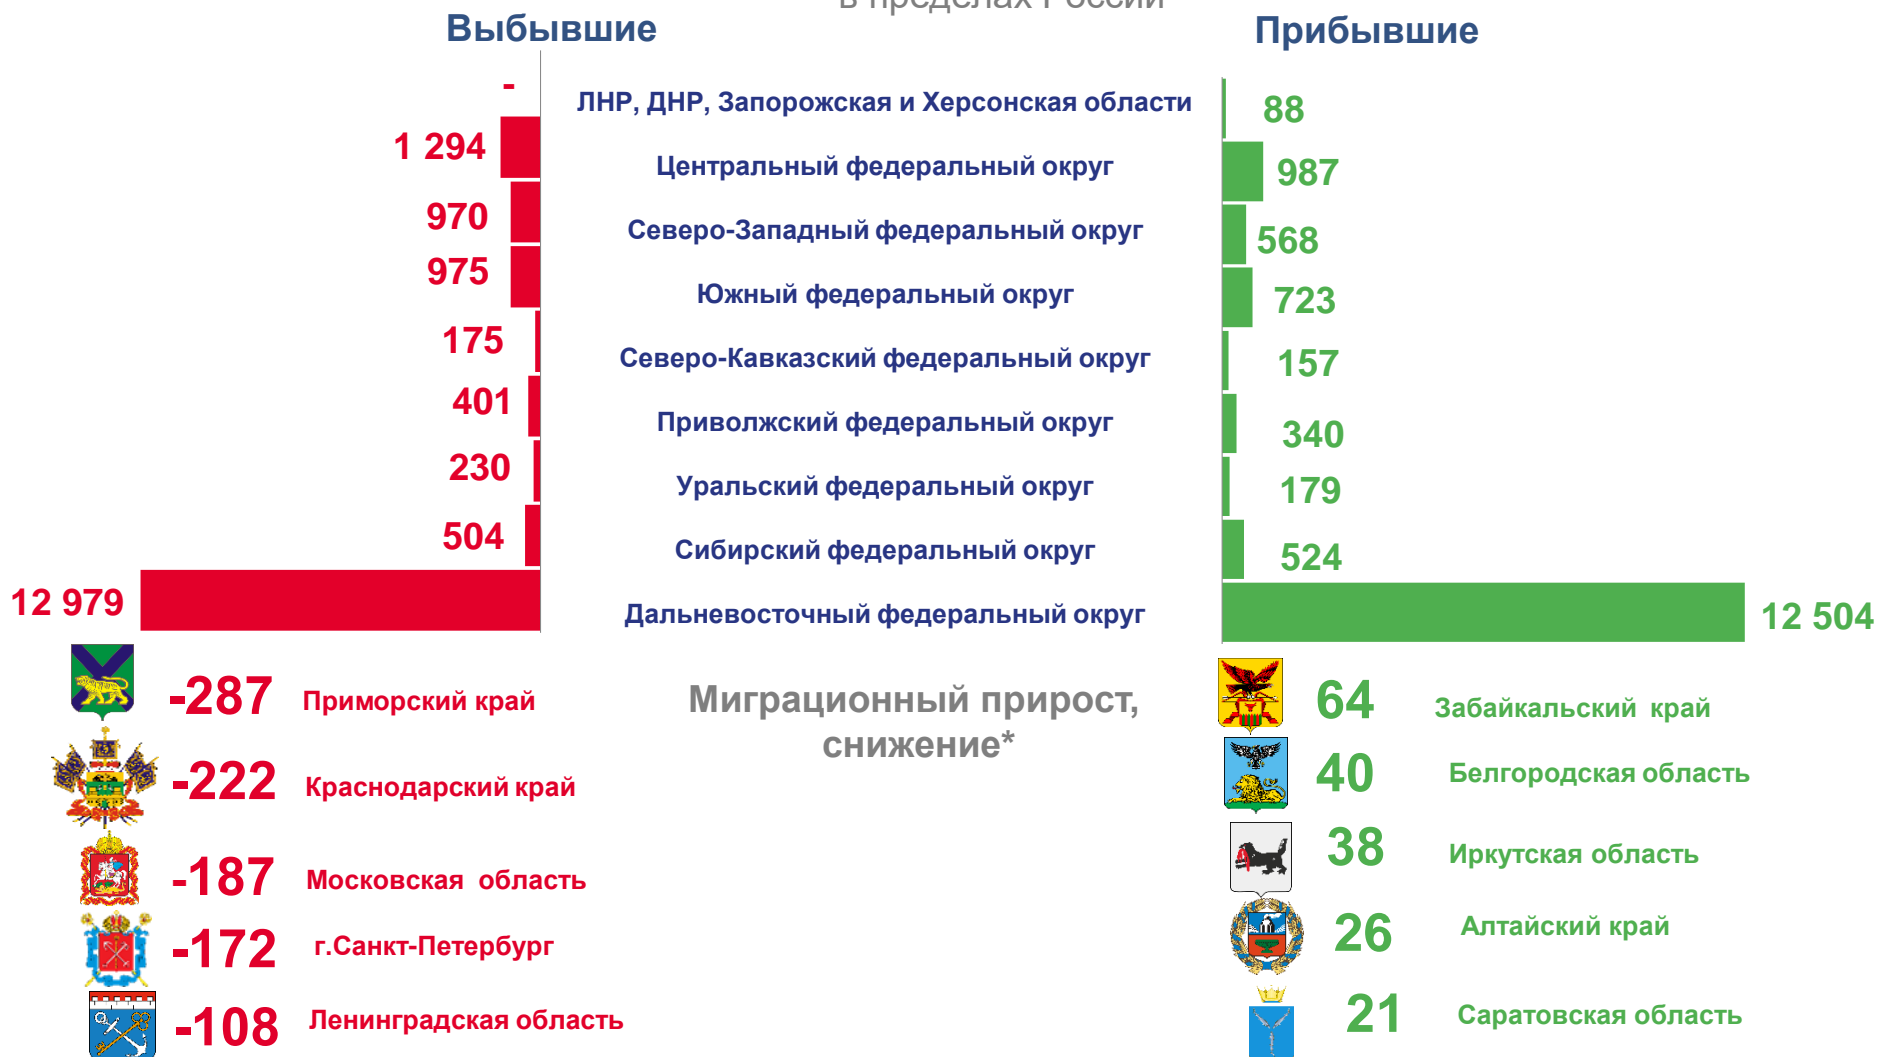 в пределах России
Выбывшие
Прибывшие
- ЛНР, ДНР, Запорожская и Херсонская области 88
1 294 Центральный федеральный округ 987
970 Северо-Западный федеральный округ 568
975 Южный федеральный округ 723
175 Северо-Кавказский федеральный округ 157
401 Приволжский федеральный округ 340
230 Уральский федеральный округ 179
504 Сибирский федеральный округ 524
12 979 Дальневосточный федеральный округ 12 504
Миграционный прирост,
снижение*
-287 Приморский край
-222 Краснодарский край
-187 Московская область
-172 г.Санкт-Петербург
-108 Ленинградская область
64 Забайкальский край
40 Белгородская область
38 Иркутская область
26 Алтайский край
21 Саратовская область